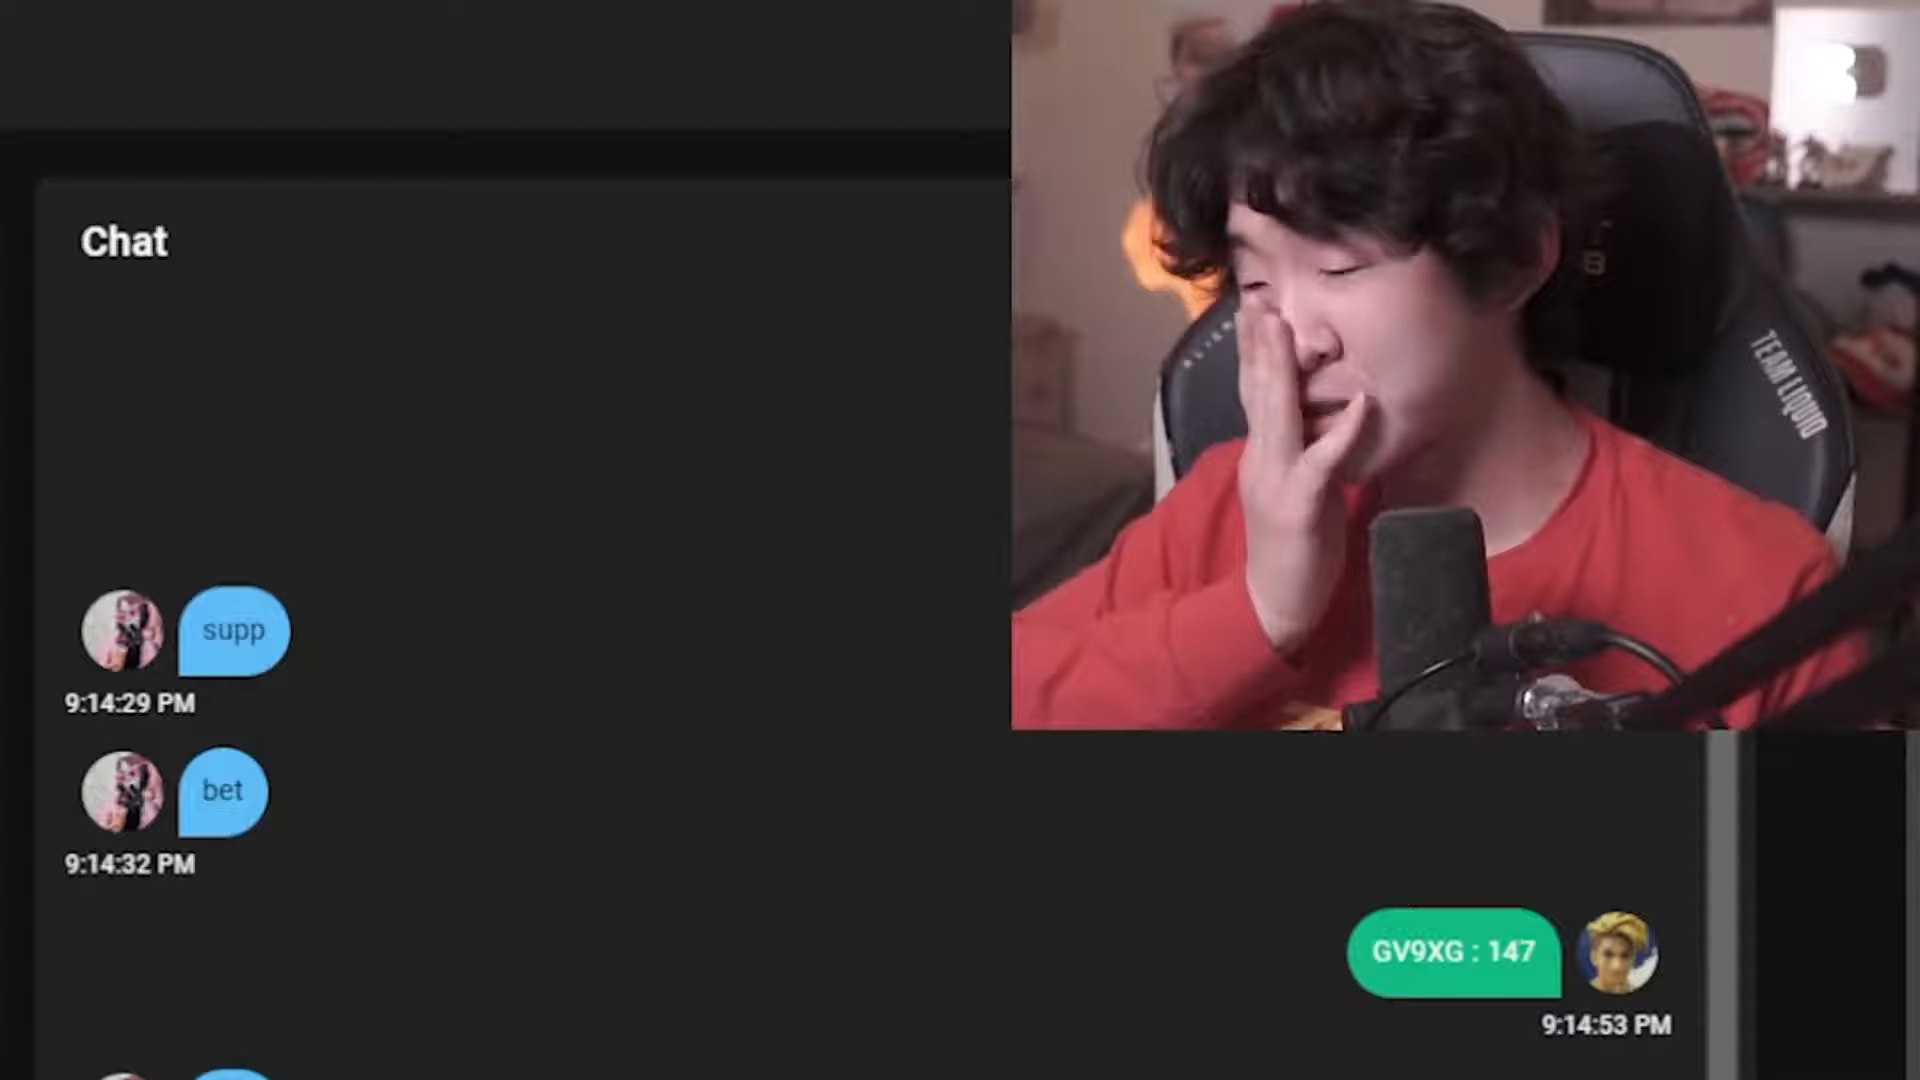 Chat
supp
9:14:29 PM
bet
9:14:32 PM
GV9XG : 147
9:14:53 PM
TEAM LIQUID